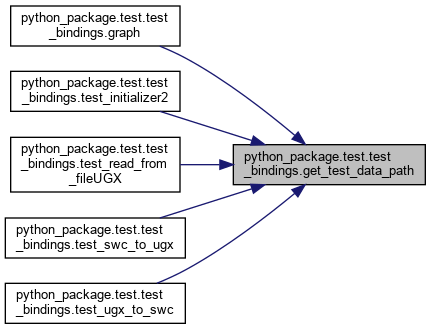 python_package.test.test
_bindings.graph
python_package.test.test
_bindings.test_initializer2
python_package.test.test
_bindings.test_read_from
_fileUGX
python_package.test.test
_bindings.get_test_data_path
python_package.test.test
_bindings.test_swc_to_ugx
python_package.test.test
_bindings.test_ugx_to_swc